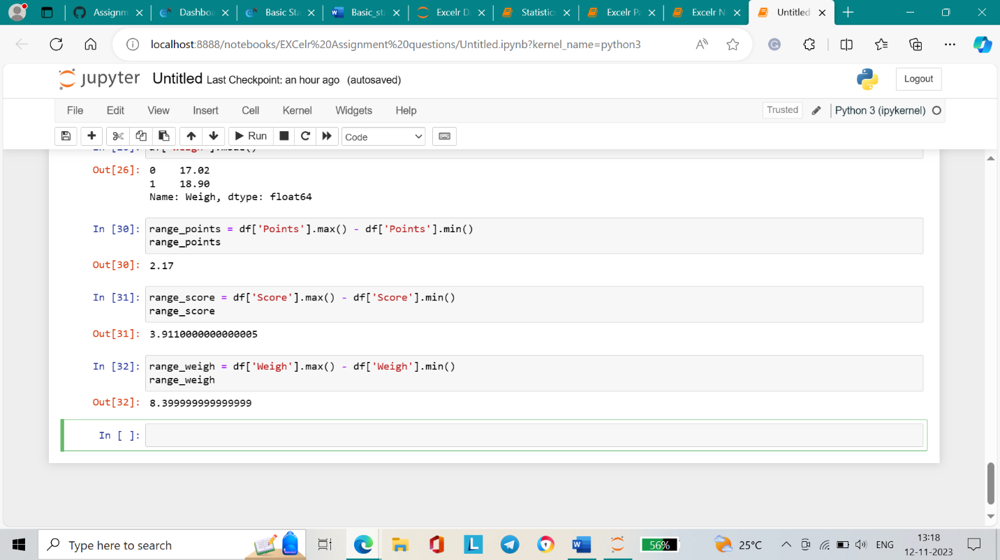 Assignm
Dashboa
Basic Sta
Basic_sta
Excelr Da
Statistics
Excelr Pa
Excelr N
Untitled
localhost:8888/notebooks/EXCelr%20Assignment%20questions/Untitled.ipynb?kernel_name=python3
jupyter Untitled Last Checkpoint: an hour ago (autosaved)
Logout
File Edit View Insert Cell Kernel Widgets Help
Trusted Python 3 (ipykernel)
Run Code
Out[26]: 0 17.02
1 18.90
Name: Weigh, dtype: float64
In [30]: range_points = df['Points'].max() - df['Points'].min()
range_points
Out[30]: 2.17
In [31]: range_score = df['Score'].max() - df['Score'].min()
range_score
Out[31]: 3.9110000000000005
In [32]: range_weigh = df['Weigh'].max() - df['Weigh'].min()
range_weigh
Out[32]: 8.399999999999999
In [ ]:
Type here to search
L
56%
25°C
ENG
13:18
12-11-2023